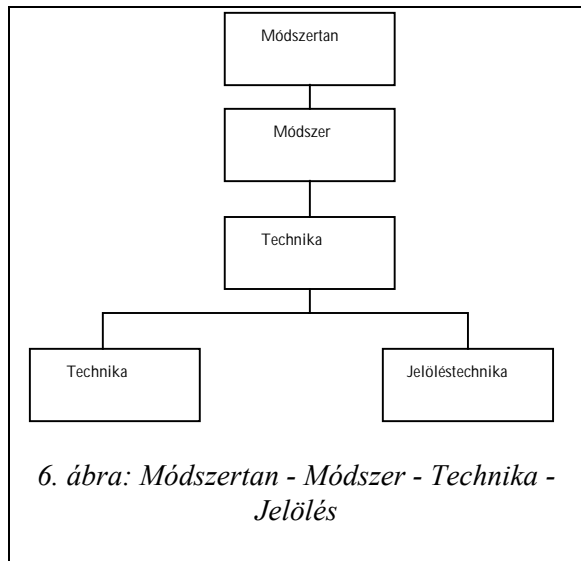 Módszertan
Módszer
Technika
Technika
Jelöléstechnika
6. ábra: Módszertan - Módszer - Technika -
Jelölés